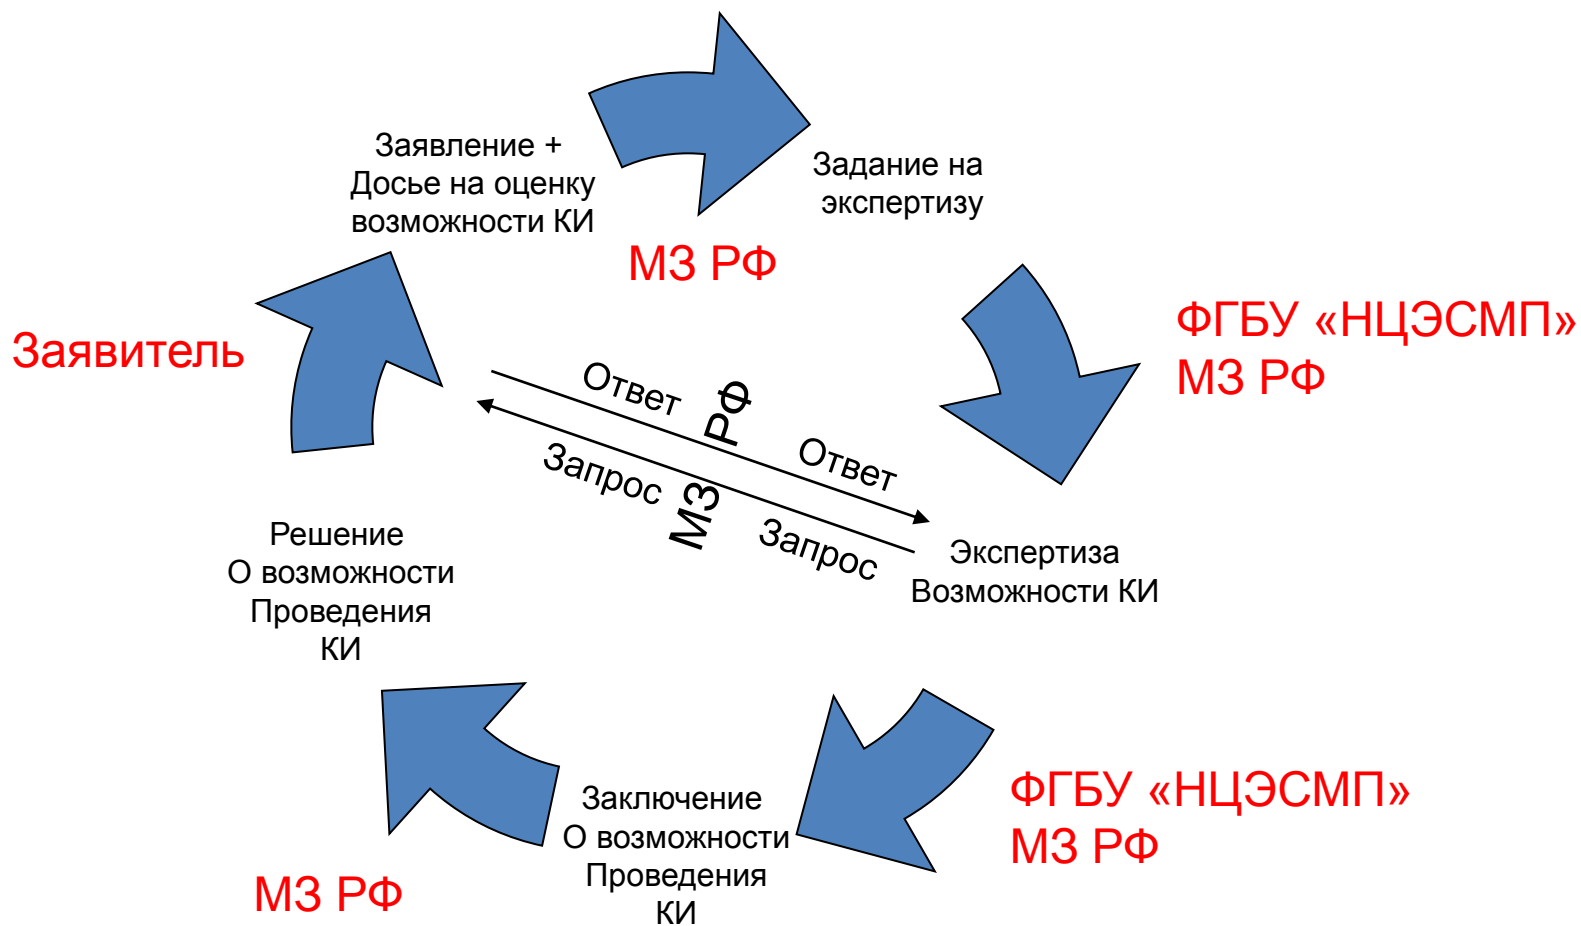 Заявление +
Досье на оценку
возможности КИ
Задание на
экспертизу
МЗ РФ
ФГБУ «НЦЭСМП»
МЗ РФ
Заявитель
Ответ
РФ
Ответ
Запрос
МЗ
Запрос
Экспертиза
Возможности КИ
Решение
О возможности
Проведения
КИ
ФГБУ «НЦЭСМП»
МЗ РФ
Заключение
О возможности
Проведения
КИ
МЗ РФ